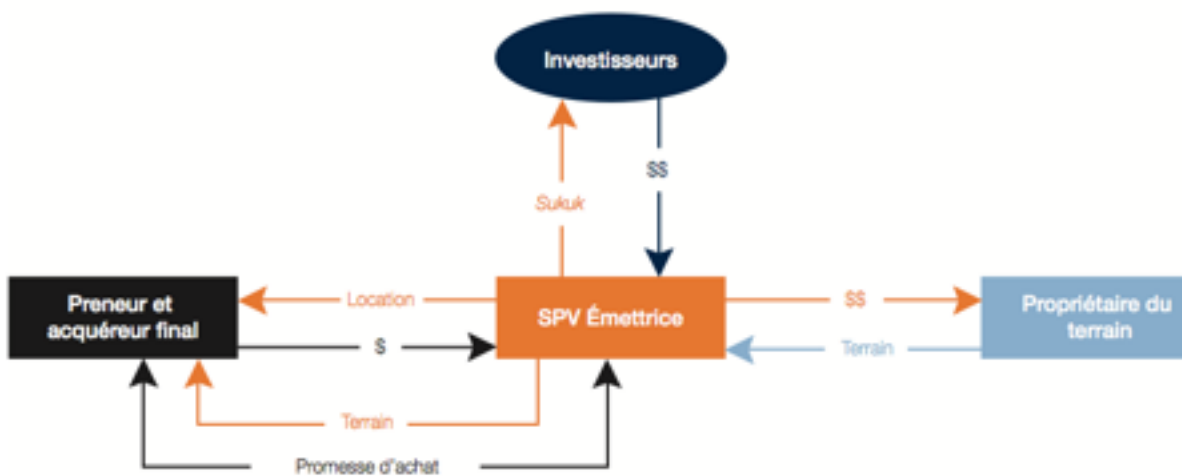 Investisseurs
$$
Sukuk
Preneur et
acquéreur final
Location
$
SPV Émettrice
$$
Terrain
Propriétaire du
terrain
Terrain
Promesse d'achat